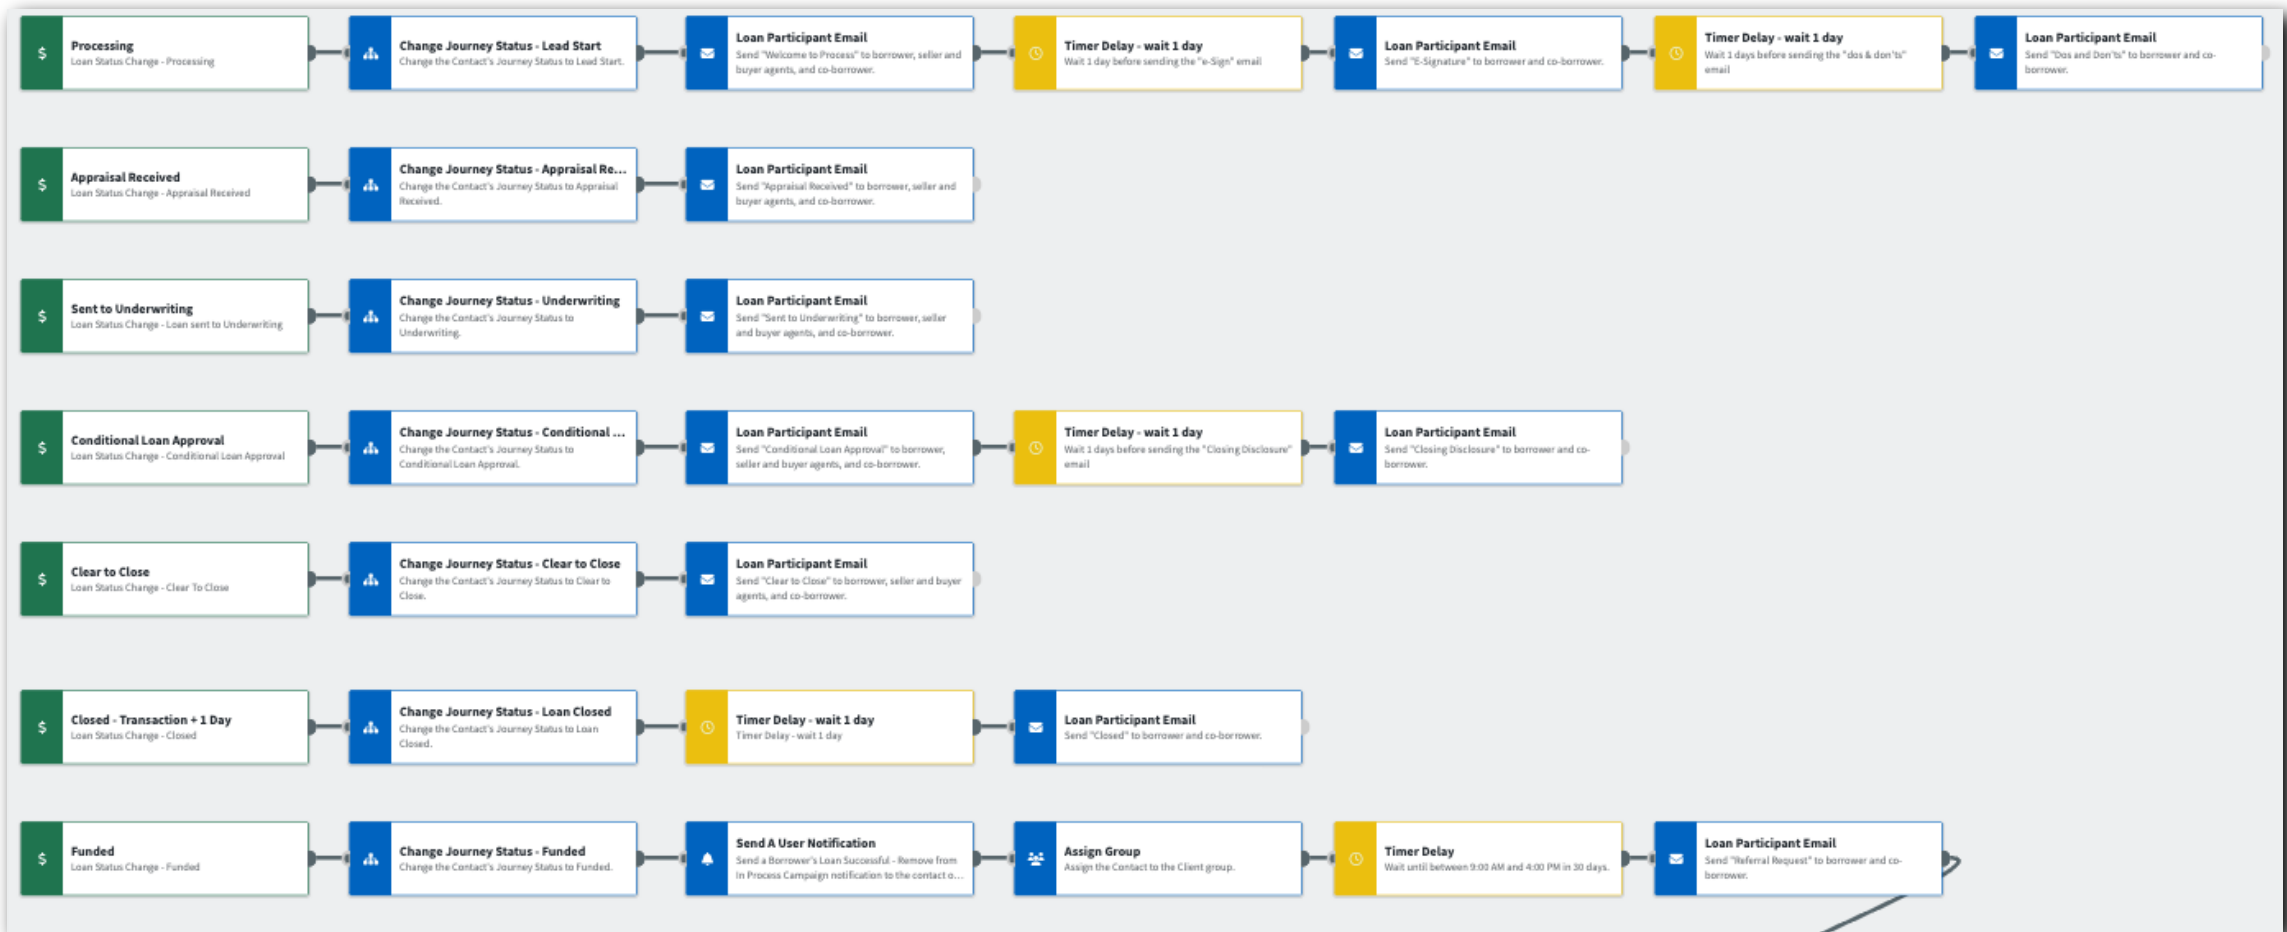 Processing
Loan Status Change - Processing
Change Journey Status - Lead Start
Change the Contact's Journey Status to Lead Start.
Loan Participant Email
Send "Welcome to Process" to borrower, seller and
buyer agents, and co-borrower.
Timer Delay - wait 1 day
Wait 1 day before sending the "e-Sign" email
Loan Participant Email
Send "E-Signature" to borrower and co-borrower.
Timer Delay - wait 1 day
Wait 1 days before sending the "dos & don'ts"
email
Loan Participant Email
Send "Dos and Don'ts" to borrower and co-
borrower.
Appraisal Received
Loan Status Change - Appraisal Received
Change Journey Status - Appraisal Re...
Change the Contact's Journey Status to Appraisal
Received.
Loan Participant Email
Send "Appraisal Received" to borrower, seller and
buyer agents, and co-borrower.
Sent to Underwriting
Loan Status Change - Loan sent to Underwriting
Change Journey Status - Underwriting
Change the Contact's Journey Status to
Underwriting.
Loan Participant Email
Send "Sent to Underwriting" to borrower, seller
and buyer agents, and co-borrower.
Conditional Loan Approval
Loan Status Change - Conditional Loan Approval
Change Journey Status - Conditional ...
Change the Contact's Journey Status to
Conditional Loan Approval.
Loan Participant Email
Send "Conditional Loan Approval" to borrower,
seller and buyer agents, and co-borrower.
Timer Delay - wait 1 day
Wait 1 days before sending the "Closing Disclosure"
email
Loan Participant Email
Send "Closing Disclosure" to borrower and co-
borrower.
Clear to Close
Loan Status Change - Clear To Close
Change Journey Status - Clear to Close
Change the Contact's Journey Status to Clear to
Close.
Loan Participant Email
Send "Clear to Close" to borrower, seller and buyer
agents, and co-borrower.
Closed - Transaction + 1 Day
Loan Status Change - Closed
Change Journey Status - Loan Closed
Change the Contact's Journey Status to Loan
Closed.
Timer Delay - wait 1 day
Timer Delay - wait 1 day
Loan Participant Email
Send "Closed" to borrower and co-borrower.
Funded
Loan Status Change - Funded
Change Journey Status - Funded
Change the Contact's Journey Status to Funded.
Send A User Notification
Send a Borrower's Loan Successful - Remove from
In Process Campaign notification to the contact o...
Assign Group
Assign the Contact to the Client group.
Timer Delay
Wait until between 9:00 AM and 4:00 PM in 30 days.
Loan Participant Email
Send "Referral Request" to borrower and co-
borrower.